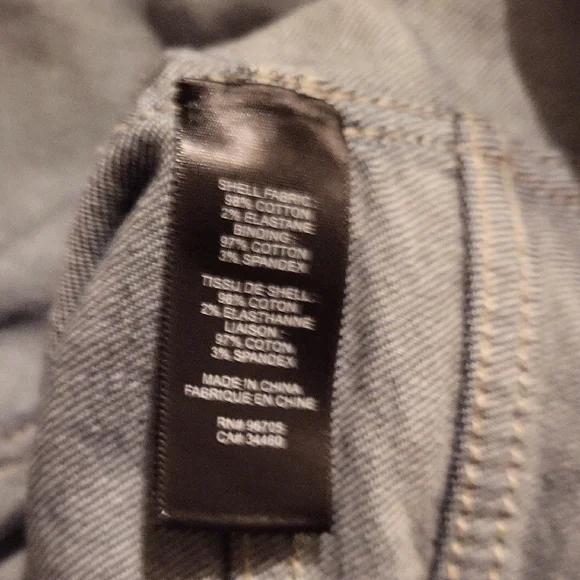 SHELL FABRIC:
98% COTTON
2% ELASTANE
BINDING:
97% COTTON
3% SPANDEX
TISSU DE SHELL:
98% COTON
2% ELASTHANNE
LIAISON:
97% COTON
3% SPANDEX
MADE IN CHINA
FABRIQUE EN CHINE
RN# 96705
CA# 34460